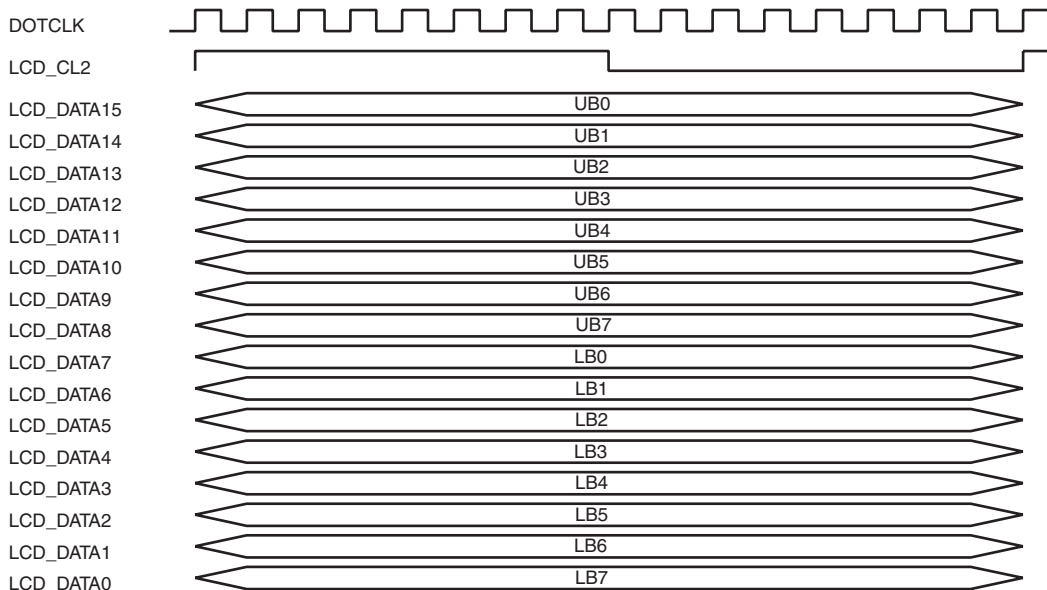 DOTCLK
LCD_CL2
LCD_DATA15 UB0
LCD_DATA14 UB1
LCD_DATA13 UB2
LCD_DATA12 UB3
LCD_DATA11 UB4
LCD_DATA10 UB5
LCD_DATA9 UB6
LCD_DATA8 UB7
LCD_DATA7 LB0
LCD_DATA6 LB1
LCD_DATA5 LB2
LCD_DATA4 LB3
LCD_DATA3 LB4
LCD_DATA2 LB5
LCD_DATA1 LB6
LCD_DATA0 LB7